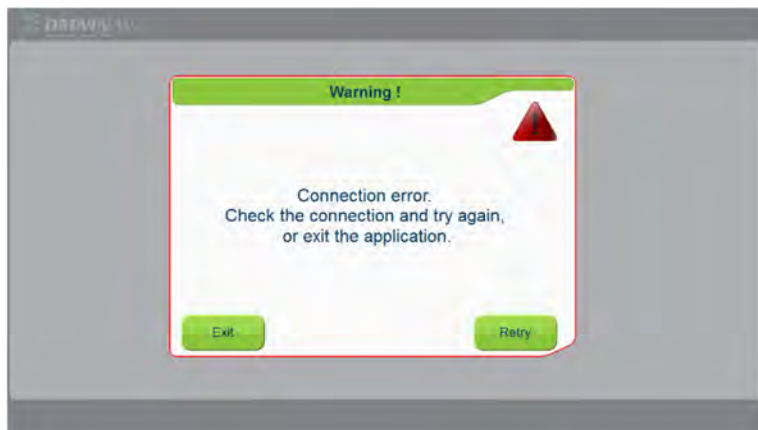 Warning !
Connection error.
Check the connection and try again,
or exit the application.
Exit
Retry